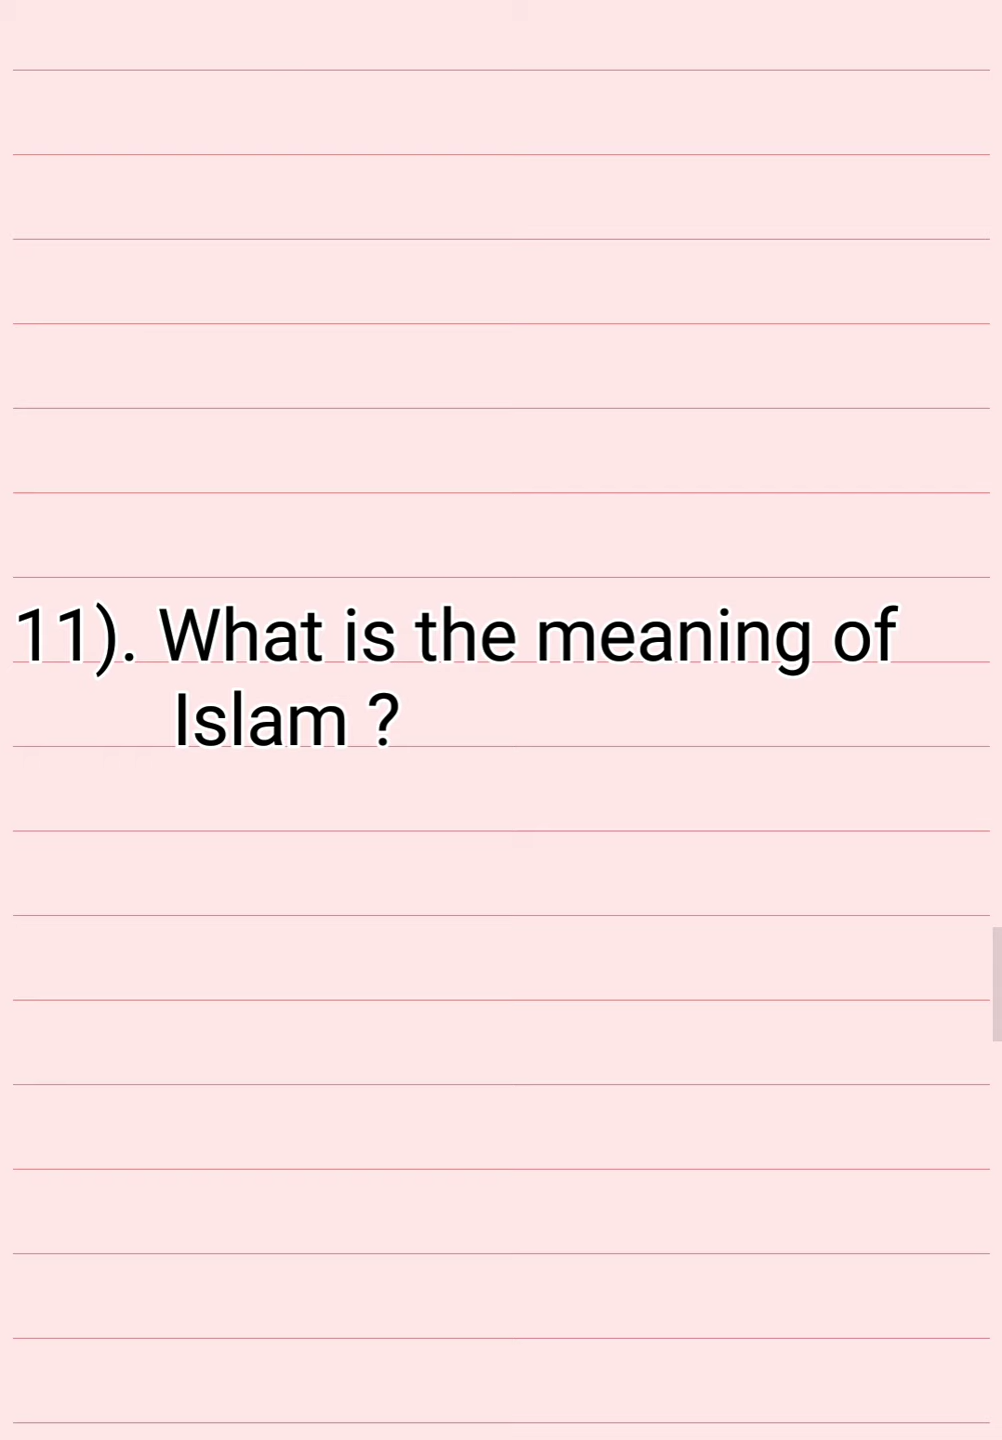 11). What is the meaning of
Islam ?